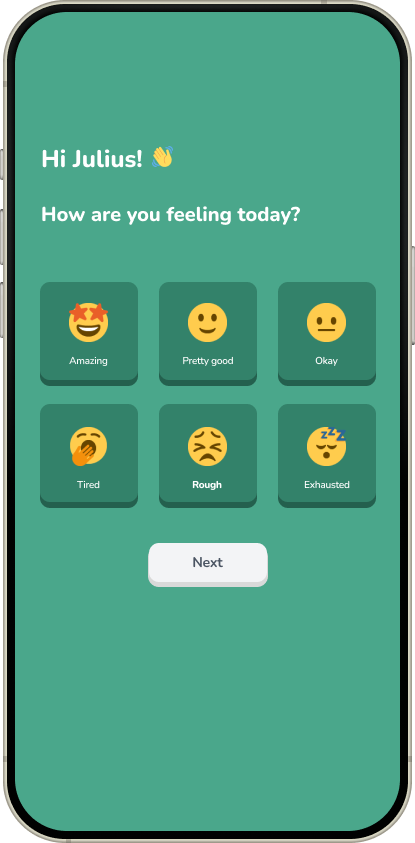 Hi Julius! 👋
How are you feeling today?
Amazing
Pretty good
Okay
Tired
Rough
Exhausted
Next